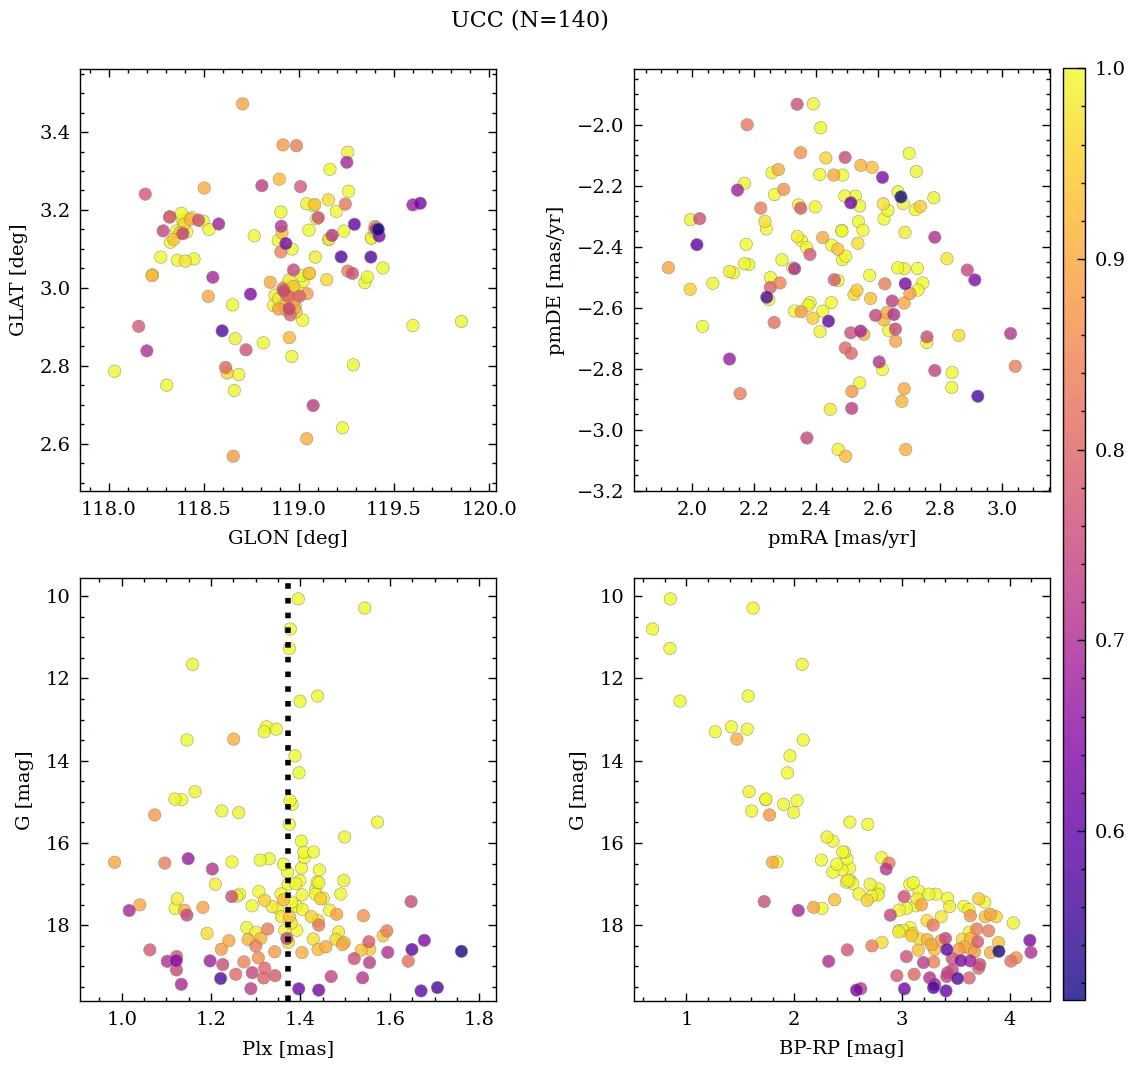 UCC (N=140)
3.4
3.2
3.0
2.8
2.6
GLAT [deg]
118.0 118.5 119.0 119.5 120.0
GLON [deg]
−2.0
−2.2
−2.4
−2.6
−2.8
−3.0
−3.2
pmDE [mas/yr]
2.0 2.2 2.4 2.6 2.8 3.0
pmRA [mas/yr]
10
12
14
16
18
G [mag]
1.0 1.2 1.4 1.6 1.8
Plx [mas]
10
12
14
16
18
G [mag]
1 2 3 4
BP-RP [mag]
1.0
0.9
0.8
0.7
0.6